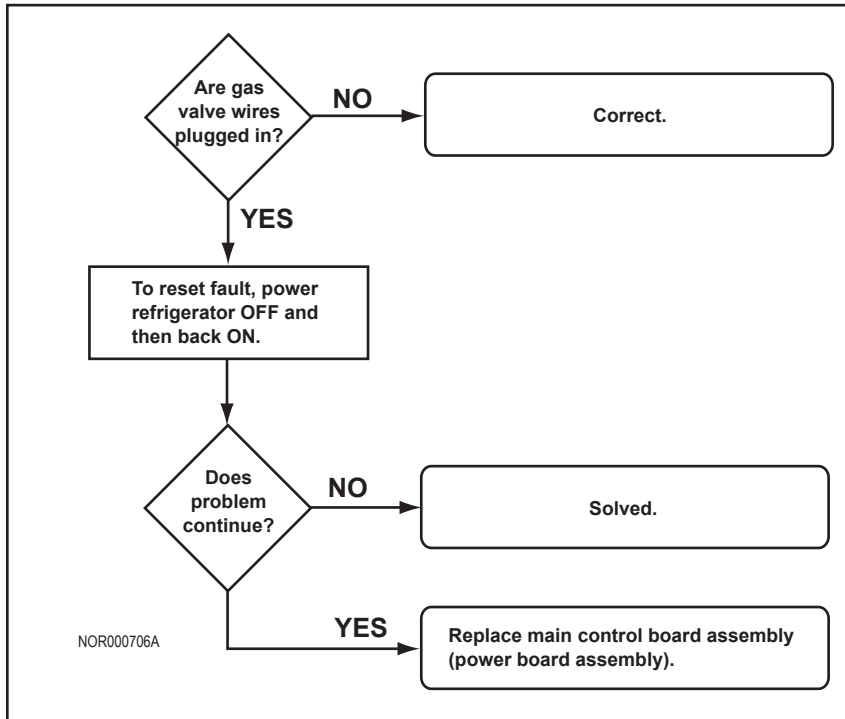 Are gas
valve wires
plugged in?
NO
Correct.
YES
To reset fault, power
refrigerator OFF and
then back ON.
Does
problem
continue?
NO
Solved.
YES
Replace main control board assembly
(power board assembly).
NOR000706A